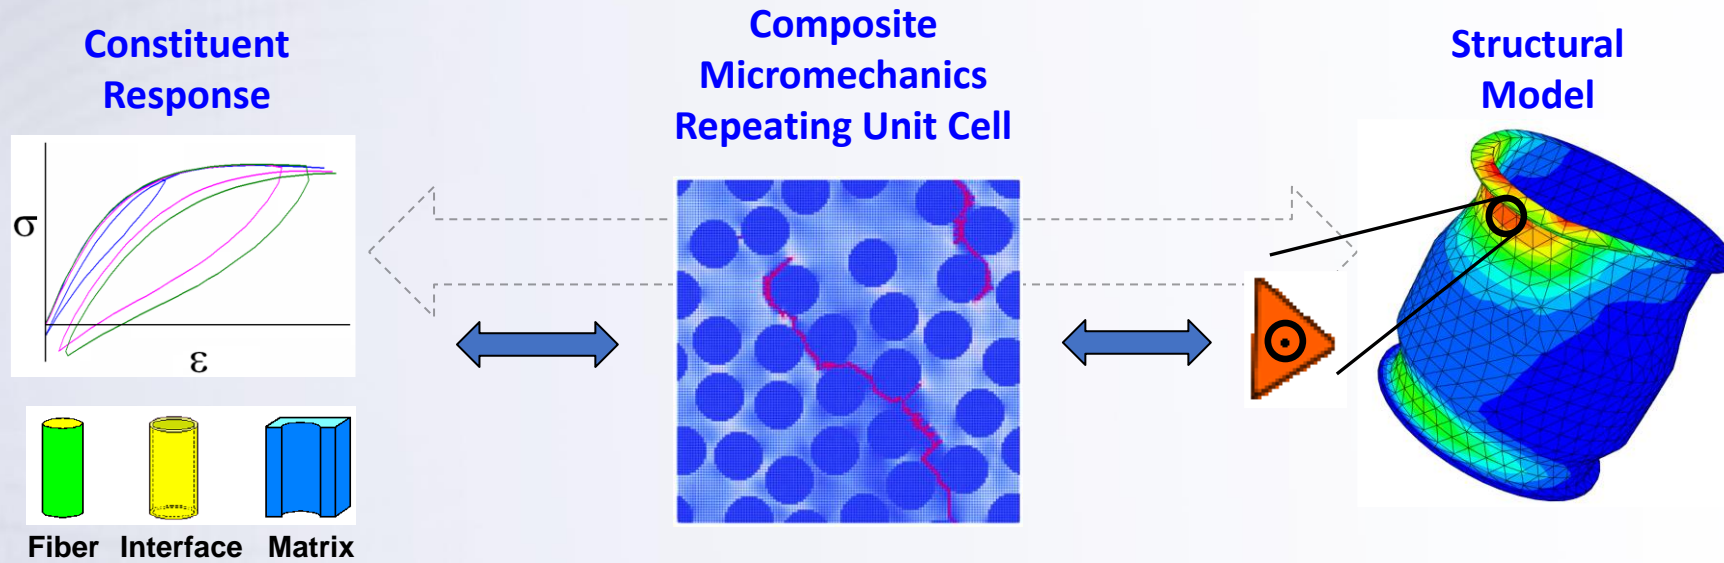 Constituent
Response
σ
ε
Fiber Interface Matrix
Composite
Micromechanics
Repeating Unit Cell
Structural
Model